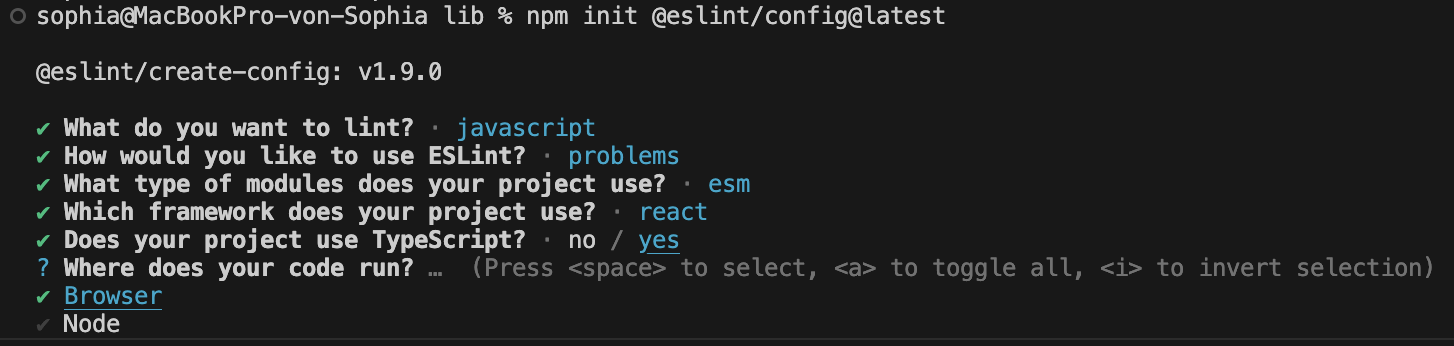 sophia@MacBookPro-von-Sophia lib % npm init @eslint/config@latest
@eslint/create-config: v1.9.0
✔ What do you want to lint? · javascript
✔ How would you like to use ESLint? · problems
✔ What type of modules does your project use? · esm
✔ Which framework does your project use? · react
✔ Does your project use TypeScript? · no / yes
? Where does your code run? … (Press <space> to select, <a> to toggle all, <i> to invert selection)
✔ Browser
✔ Node